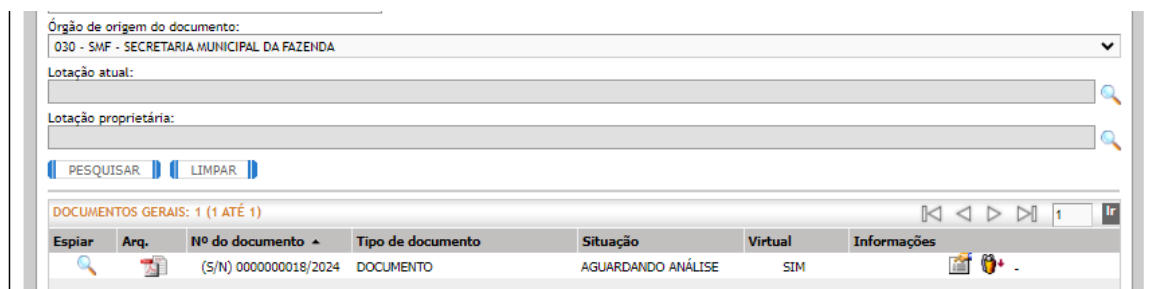 Órgão de origem do documento:
030 - SMF - SECRETARIA MUNICIPAL DA FAZENDA
Lotação atual:
Lotação proprietária:
PESQUISAR LIMPAR
DOCUMENTOS GERAIS: 1 (1 ATÉ 1) 1 Ir
Espiar Arq. Nº do documento Tipo de documento Situação Virtual Informações
(S/N) 0000000018/2024 DOCUMENTO AGUARDANDO ANÁLISE SIM -